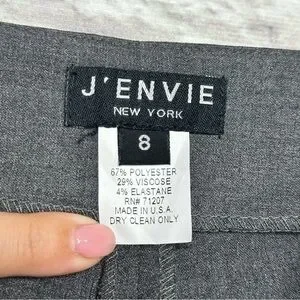 J'ENVIE
NEW YORK
8
67% POLYESTER
29% VISCOSE
4% ELASTANE
RN# 71207
MADE IN U.S.A.
DRY CLEAN ONLY